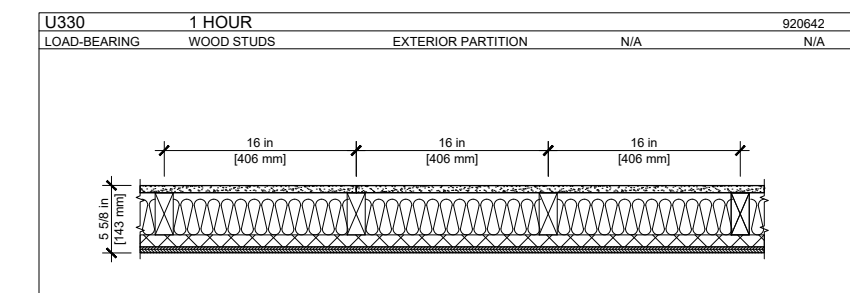 U330 1 HOUR 920642
LOAD-BEARING WOOD STUDS EXTERIOR PARTITION N/A N/A
16 in 16 in 16 in
[406 mm] [406 mm] [406 mm]
5 5/8 in
[143 mm]